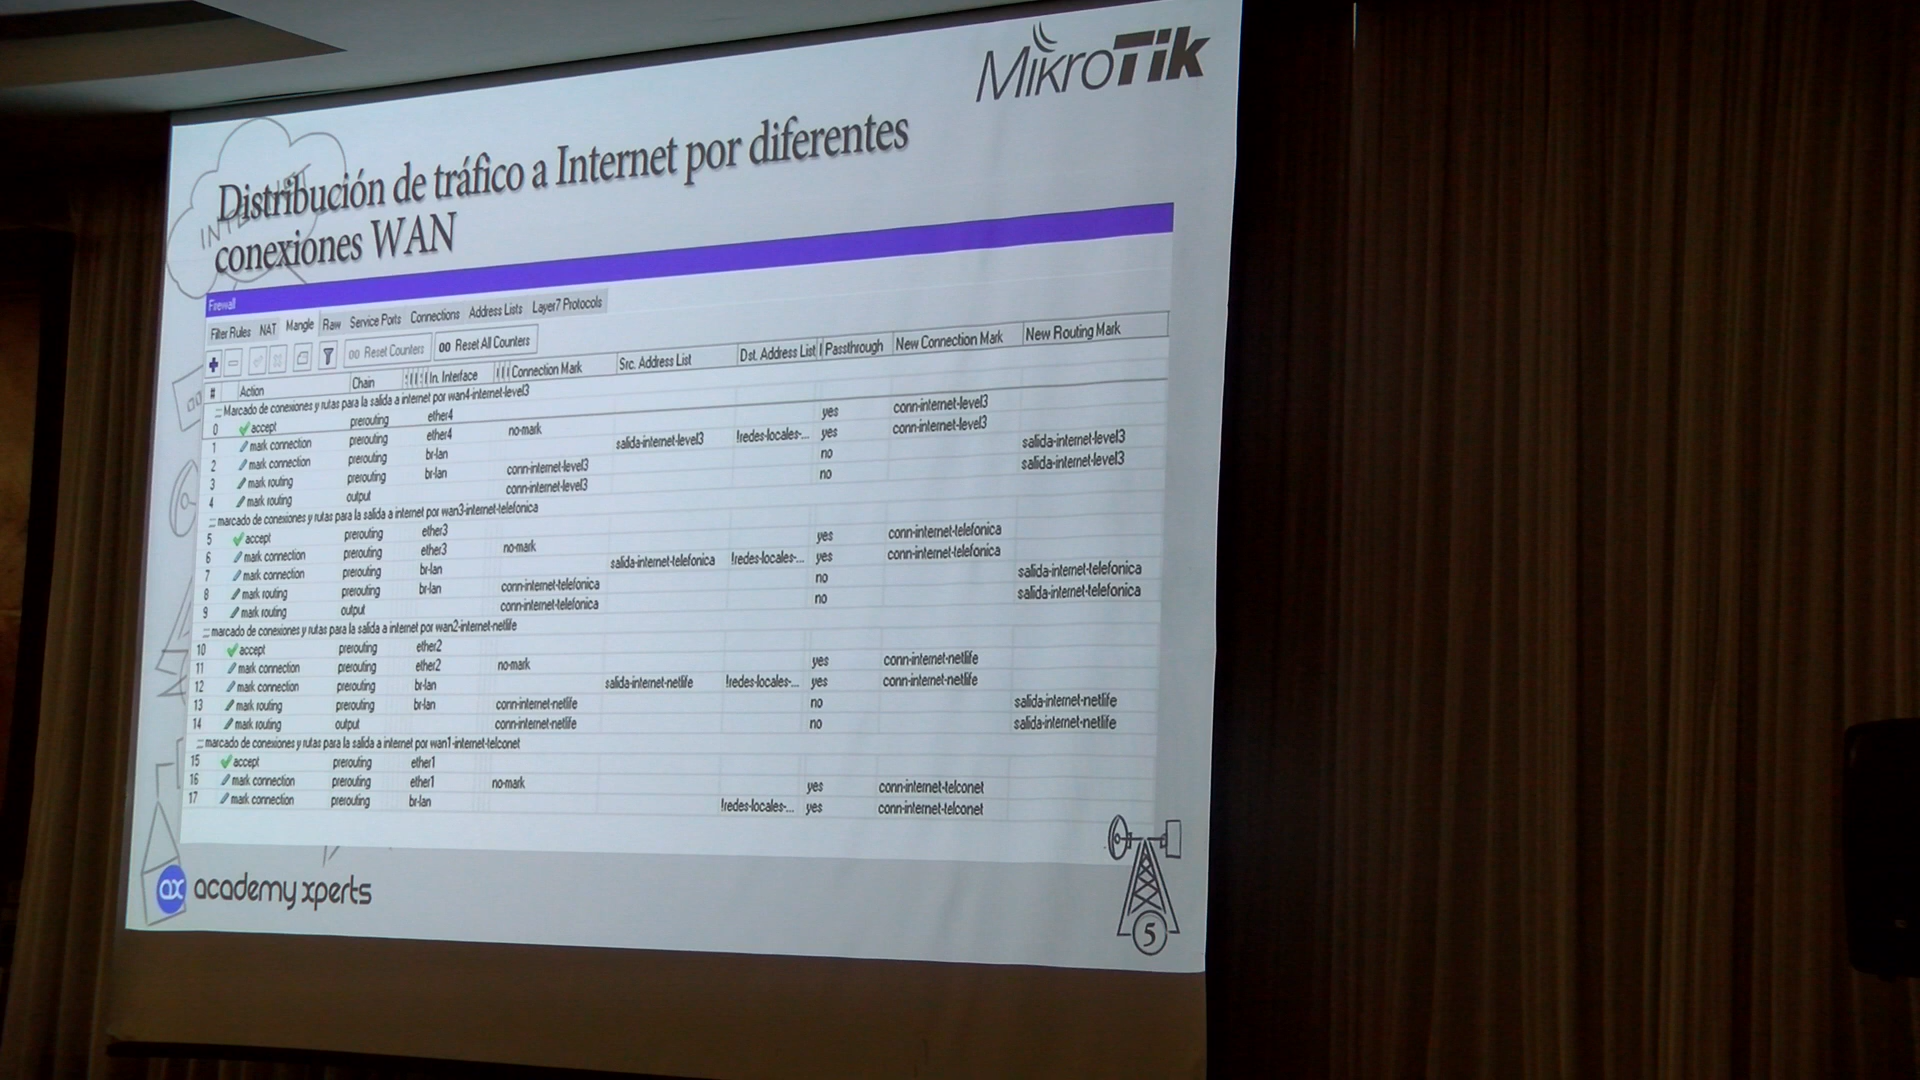 MikroTik
Distribución de tráfico a Internet por diferentes
conexiones WAN
INTERNET
Firewall
Filter Rules NAT Mangle Raw Service Ports Connections Address Lists Layer7 Protocols
00 Reset Counters 00 Reset All Counters
# Action Chain In. Interface Connection Mark Src. Address List Dst. Address List Passthrough New Connection Mark New Routing Mark
::: Marcado de conexiones y rutas para la salida a internet por wan4-internet-level3
0 accept prerouting ether4
1 mark connection prerouting ether4 no-mark yes conn-internet-level3
2 mark connection prerouting br-lan salida-internet-level3 !redes-locales-... yes conn-internet-level3
3 mark routing prerouting br-lan conn-internet-level3 no salida-internet-level3
4 mark routing output conn-internet-level3 no salida-internet-level3
::: marcado de conexiones y rutas para la salida a internet por wan3-internet-telefonica
5 accept prerouting ether3
6 mark connection prerouting ether3 no-mark yes conn-internet-telefonica
7 mark connection prerouting br-lan salida-internet-telefonica !redes-locales-... yes conn-internet-telefonica
8 mark routing prerouting br-lan conn-internet-telefonica no salida-internet-telefonica
9 mark routing output conn-internet-telefonica no salida-internet-telefonica
::: marcado de conexiones y rutas para la salida a internet por wan2-internet-netlife
10 accept prerouting ether2
11 mark connection prerouting ether2 no-mark yes conn-internet-netlife
12 mark connection prerouting br-lan salida-internet-netlife !redes-locales-... yes conn-internet-netlife
13 mark routing prerouting br-lan conn-internet-netlife no salida-internet-netlife
14 mark routing output conn-internet-netlife no salida-internet-netlife
::: marcado de conexiones y rutas para la salida a internet por wan1-internet-telconet
15 accept prerouting ether1
16 mark connection prerouting ether1 no-mark yes conn-internet-telconet
17 mark connection prerouting br-lan !redes-locales-... yes conn-internet-telconet
ax academy xperts
5